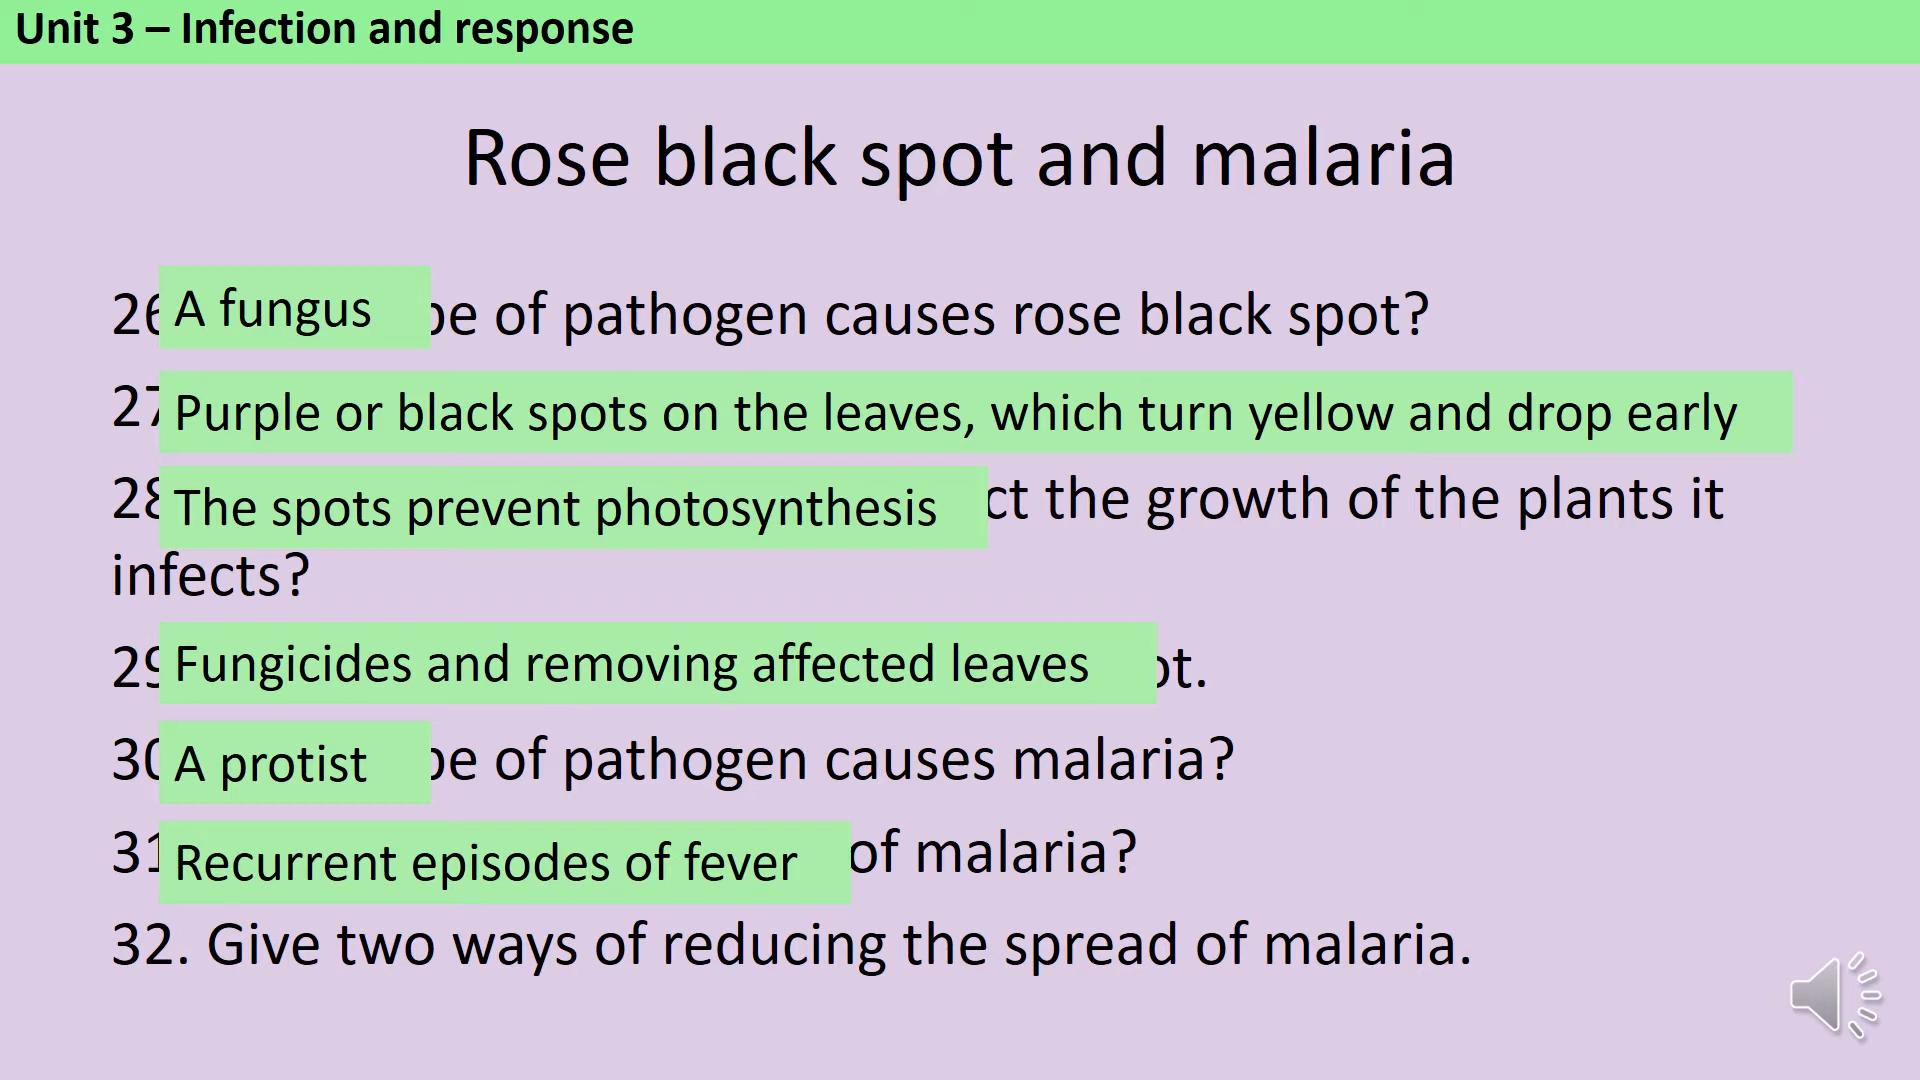 Unit 3 – Infection and response
Rose black spot and malaria
26 A fungus pe of pathogen causes rose black spot?
27 Purple or black spots on the leaves, which turn yellow and drop early
28 The spots prevent photosynthesis ct the growth of the plants it
infects?
29 Fungicides and removing affected leaves ot.
30 A protist pe of pathogen causes malaria?
31 Recurrent episodes of fever of malaria?
32. Give two ways of reducing the spread of malaria.